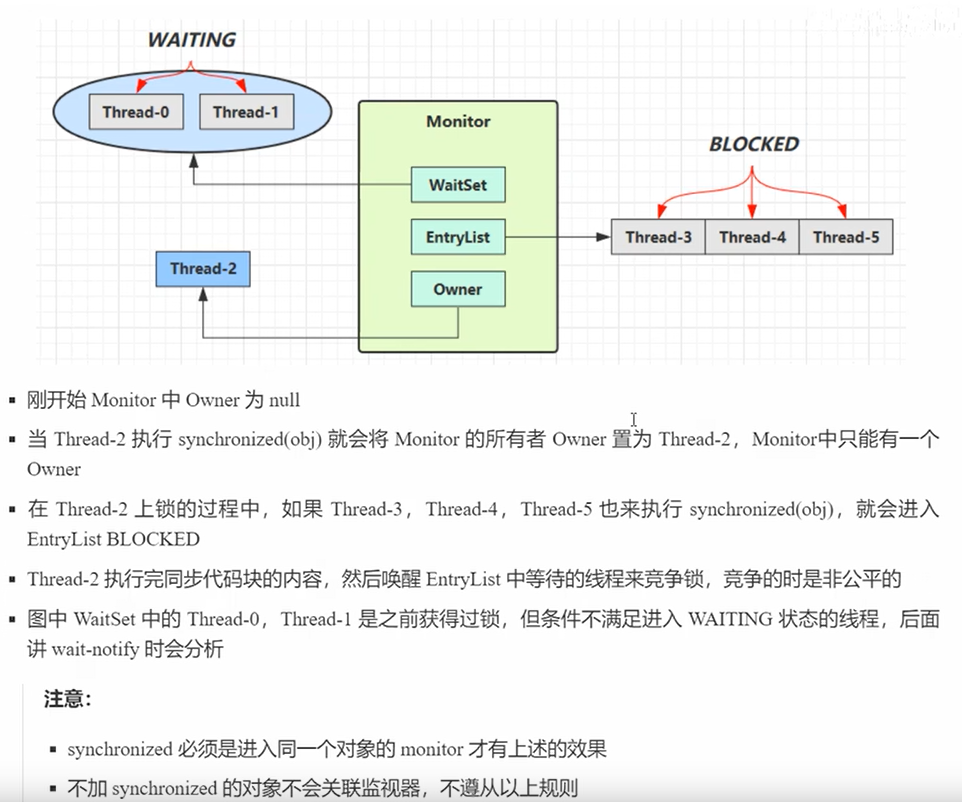 WAITING
Thread-0
Thread-1
Monitor
BLOCKED
WaitSet
EntryList
Thread-3
Thread-4
Thread-5
Thread-2
Owner
刚开始 Monitor 中 Owner 为 null
当 Thread-2 执行 synchronized(obj) 就会将 Monitor 的所有者 Owner 置为 Thread-2，Monitor中只能有一个
Owner
在 Thread-2 上锁的过程中，如果 Thread-3，Thread-4，Thread-5 也来执行 synchronized(obj)，就会进入
EntryList BLOCKED
Thread-2 执行完同步代码块的内容，然后唤醒 EntryList 中等待的线程来竞争锁，竞争的时是非公平的
图中 WaitSet 中的 Thread-0，Thread-1 是之前获得过锁，但条件不满足进入 WAITING 状态的线程，后面
讲 wait-notify 时会分析
注意：
synchronized 必须是进入同一个对象的 monitor 才有上述的效果
不加 synchronized 的对象不会关联监视器，不遵从以上规则